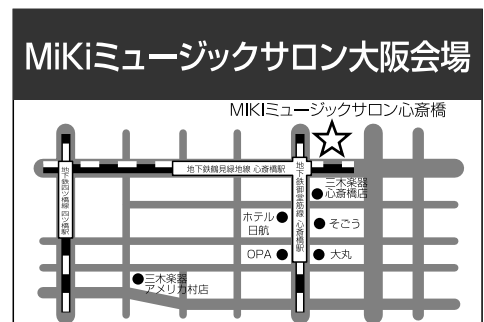 MiKiミュージックサロン大阪会場
MIKIミュージックサロン心斎橋
地下鉄鶴見緑地線 心斎橋駅
地下鉄四ツ橋線 四ツ橋駅
地下鉄御堂筋線 心斎橋駅
三木楽器
心斎橋店
ホテル
日航
そごう
OPA
大丸
三木楽器
アメリカ村店